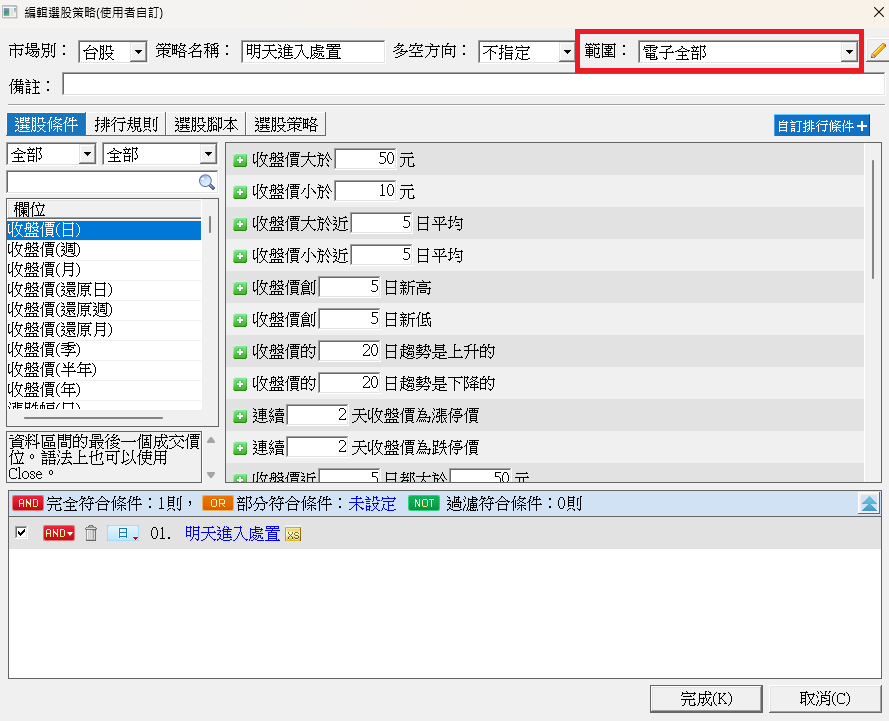 編輯選股策略(使用者自訂)
市場別： 台股 策略名稱： 明天進入處置 多空方向： 不指定 範圍： 電子全部
備註：
選股條件 排行規則 選股腳本 選股策略 自訂排行條件＋
全部 全部
欄位
收盤價(日)
收盤價(週)
收盤價(月)
收盤價(還原日)
收盤價(還原週)
收盤價(還原月)
收盤價(季)
收盤價(半年)
收盤價(年)
漲跌幅(日)
資料區間的最後一個成交價
位。語法上也可以使用
Close。
收盤價大於 50 元
收盤價小於 10 元
收盤價大於近 5 日平均
收盤價小於近 5 日平均
收盤價創 5 日新高
收盤價創 5 日新低
收盤價的 20 日趨勢是上升的
收盤價的 20 日趨勢是下降的
連續 2 天收盤價為漲停價
連續 2 天收盤價為跌停價
收盤價近 5 日都大於 50 元
AND 完全符合條件：1則， OR 部分符合條件：未設定 NOT 過濾符合條件：0則
AND 日 01. 明天進入處置 XS
完成(K) 取消(C)